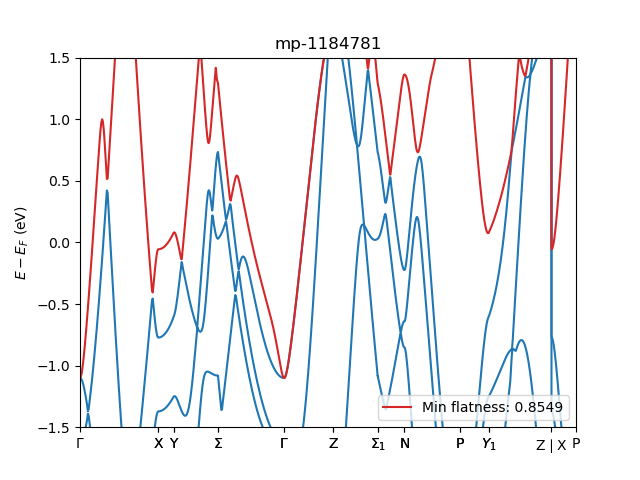 mp-1184781
E − E_F (eV)
1.5
1.0
0.5
0.0
−0.5
−1.0
−1.5
Min flatness: 0.8549
Γ X Y Σ Γ Z Σ₁ N P Y₁ Z | X P